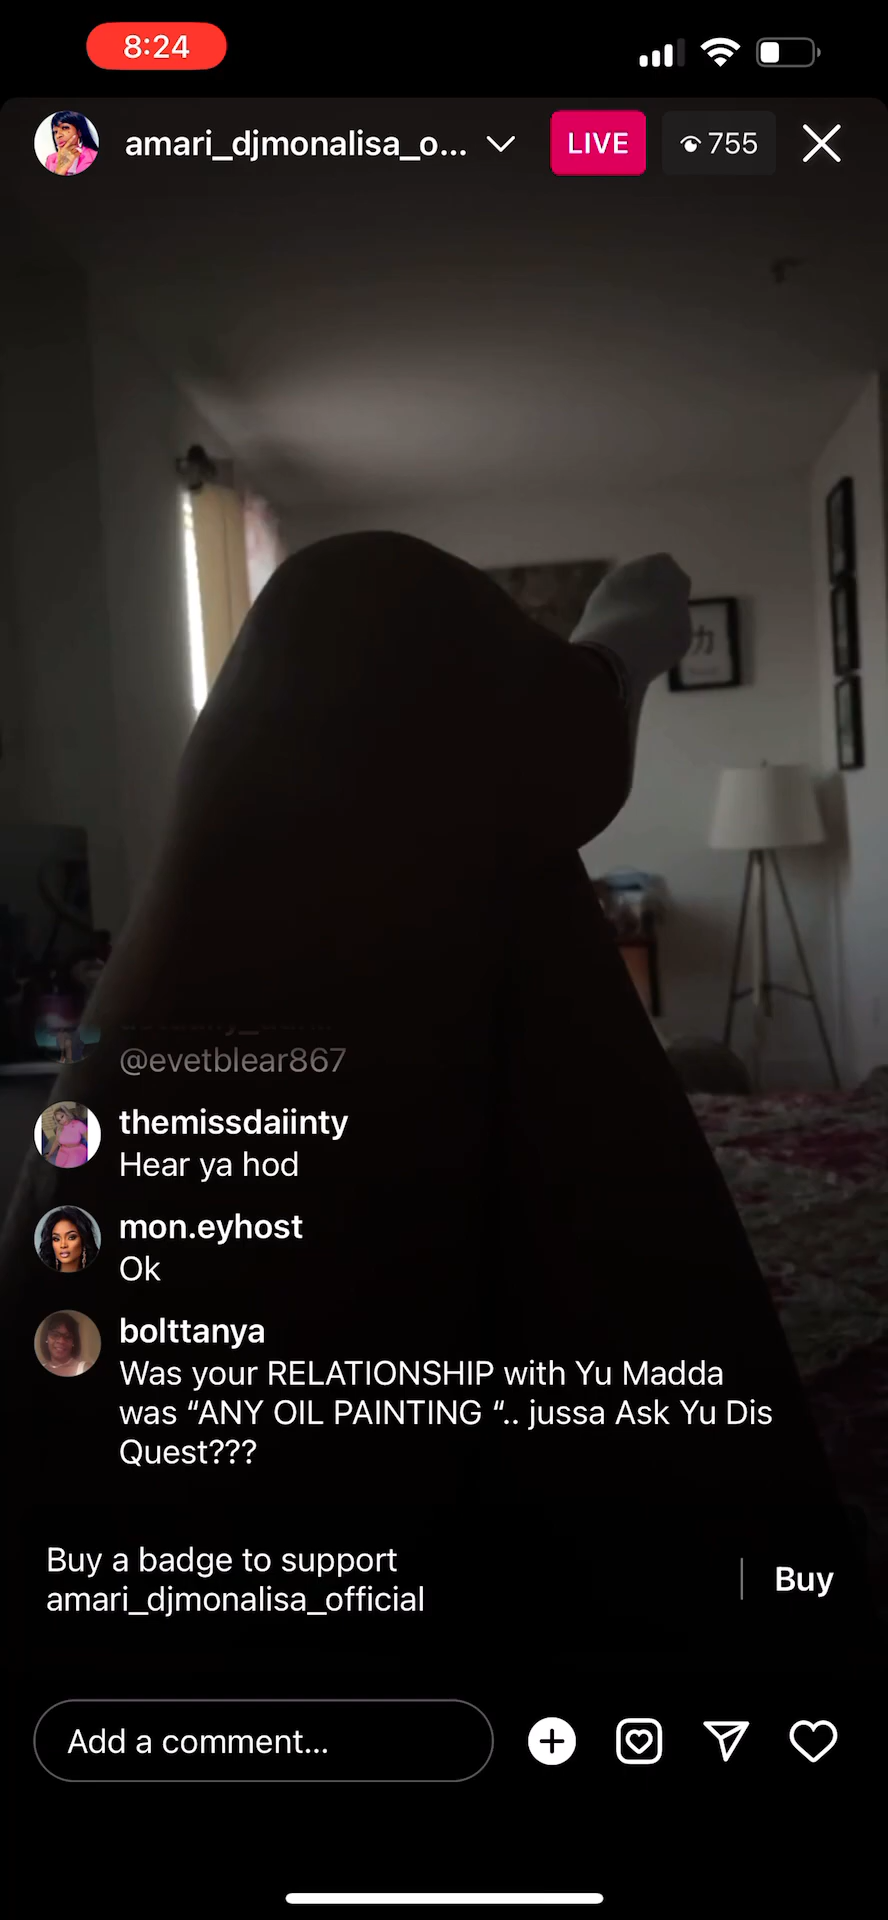 8:24
amari_djmonalisa_o...
LIVE
755
力
@evetblear867
themissdaiinty
Hear ya hod
mon.eyhost
Ok
bolttanya
Was your RELATIONSHIP with Yu Madda
was “ANY OIL PAINTING “.. jussa Ask Yu Dis
Quest???
Buy a badge to support
amari_djmonalisa_official
Buy
Add a comment...